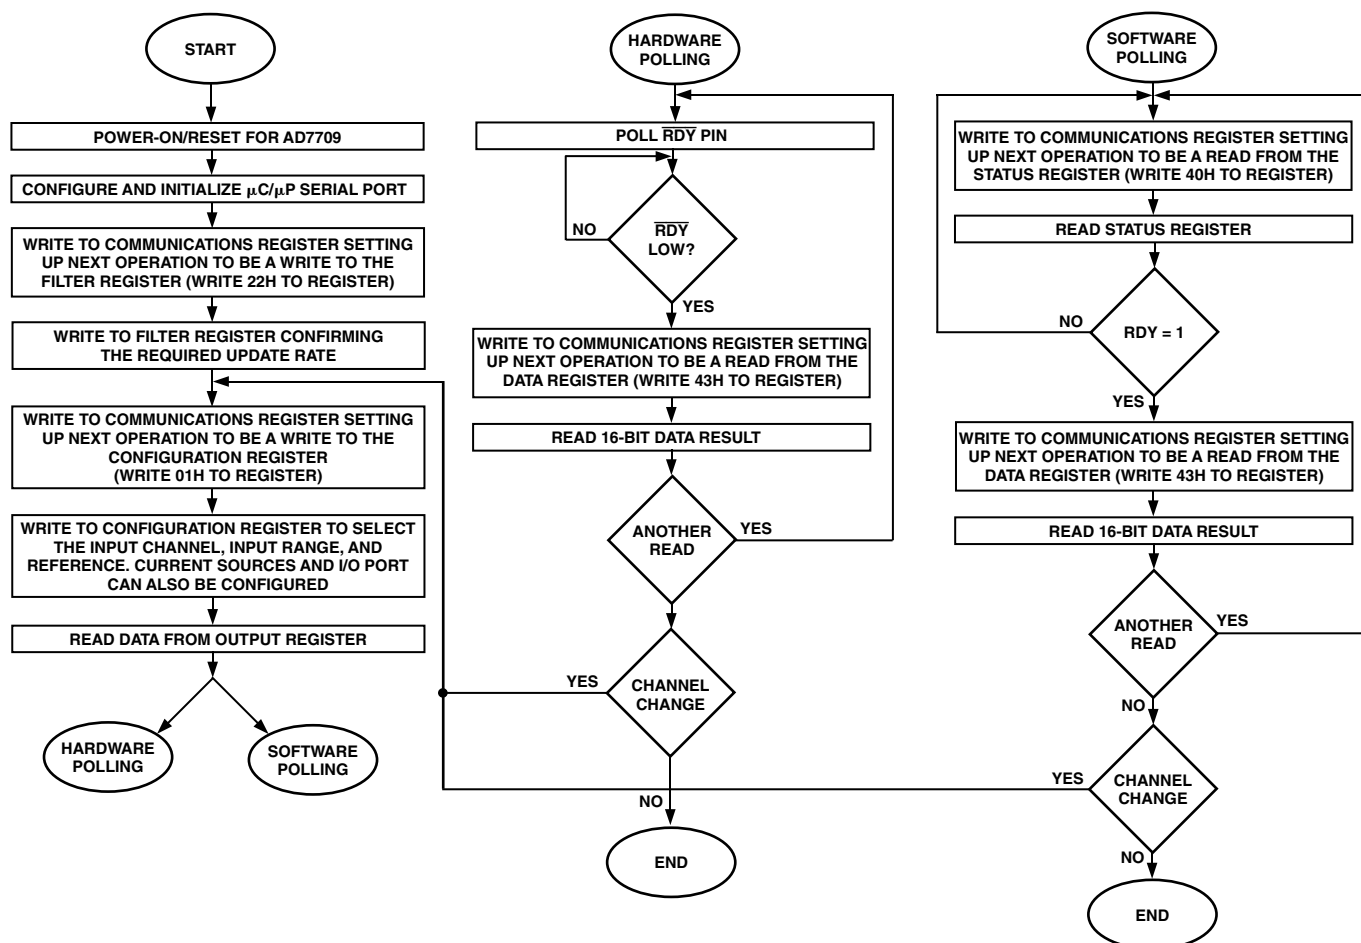 START
POWER-ON/RESET FOR AD7709
CONFIGURE AND INITIALIZE μC/μP SERIAL PORT
WRITE TO COMMUNICATIONS REGISTER SETTING
UP NEXT OPERATION TO BE A WRITE TO THE
FILTER REGISTER (WRITE 22H TO REGISTER)
WRITE TO FILTER REGISTER CONFIRMING
THE REQUIRED UPDATE RATE
WRITE TO COMMUNICATIONS REGISTER SETTING
UP NEXT OPERATION TO BE A WRITE TO THE
CONFIGURATION REGISTER
(WRITE 01H TO REGISTER)
WRITE TO CONFIGURATION REGISTER TO SELECT
THE INPUT CHANNEL, INPUT RANGE, AND
REFERENCE. CURRENT SOURCES AND I/O PORT
CAN ALSO BE CONFIGURED
READ DATA FROM OUTPUT REGISTER
HARDWARE
POLLING
SOFTWARE
POLLING
HARDWARE
POLLING
POLL R̅D̅Y̅ PIN
R̅D̅Y̅
LOW?
NO
YES
WRITE TO COMMUNICATIONS REGISTER SETTING
UP NEXT OPERATION TO BE A READ FROM THE
DATA REGISTER (WRITE 43H TO REGISTER)
READ 16-BIT DATA RESULT
ANOTHER
READ
YES
CHANNEL
CHANGE
YES
NO
END
SOFTWARE
POLLING
WRITE TO COMMUNICATIONS REGISTER SETTING
UP NEXT OPERATION TO BE A READ FROM THE
STATUS REGISTER (WRITE 40H TO REGISTER)
READ STATUS REGISTER
RDY = 1
NO
YES
WRITE TO COMMUNICATIONS REGISTER SETTING
UP NEXT OPERATION TO BE A READ FROM THE
DATA REGISTER (WRITE 43H TO REGISTER)
READ 16-BIT DATA RESULT
ANOTHER
READ
YES
NO
CHANNEL
CHANGE
YES
NO
END